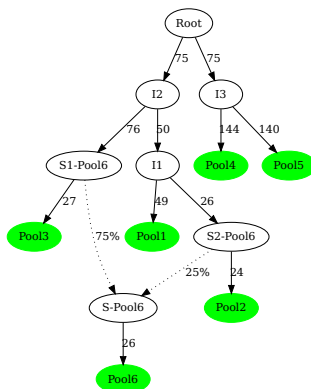 Root
75 75
I2 I3
76 50 144 140
S1-Pool6 I1 Pool4 Pool5
27 49 26
Pool3 75% Pool1 S2-Pool6
25% 24
S-Pool6 Pool2
26
Pool6